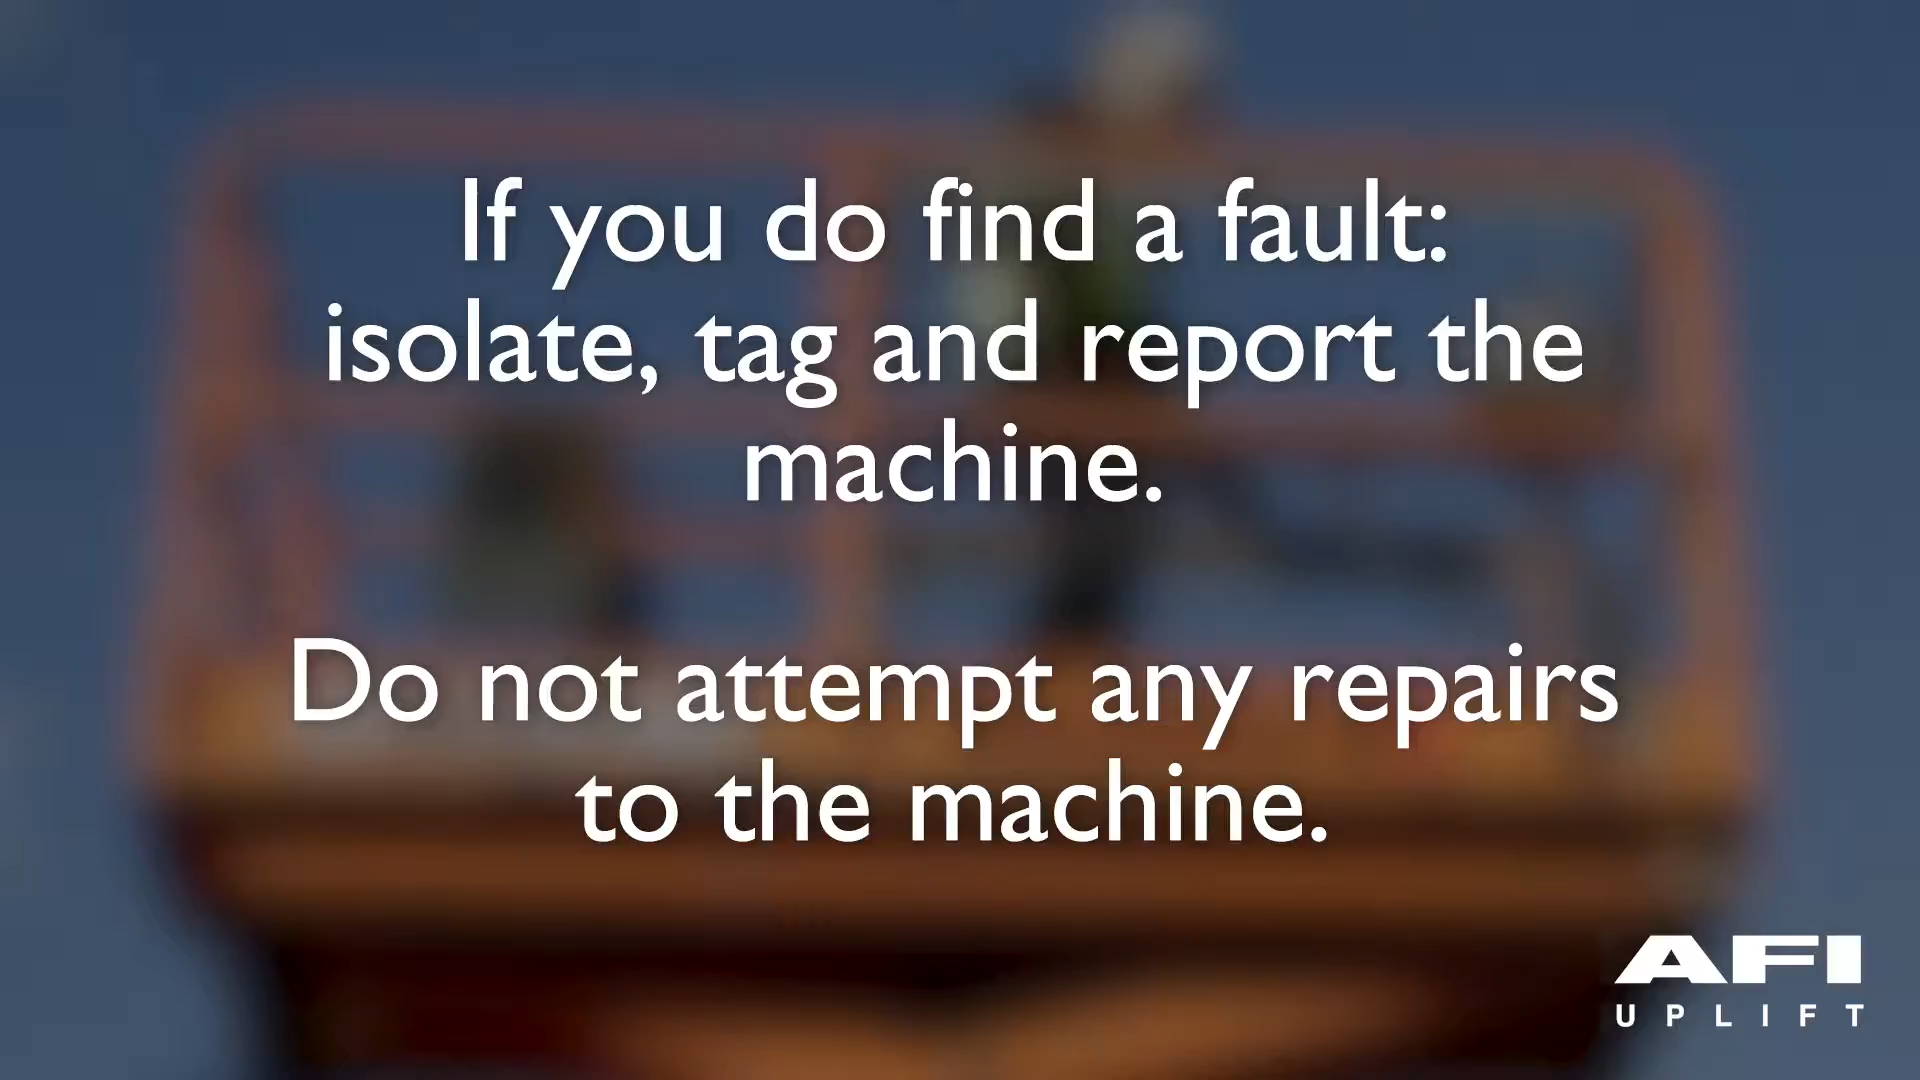 If you do find a fault:
isolate, tag and report the
machine.
Do not attempt any repairs
to the machine.
AFI
UPLIFT